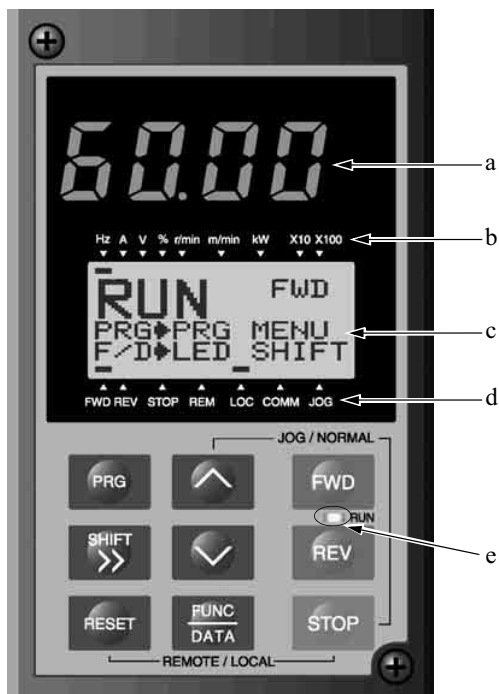 60.00
a
Hz A V % r/min m/min kW X10 X100
b
RUN FWD
PRG PRG MENU
F/D LED SHIFT
c
FWD REV STOP REM LOC COMM JOG
d
JOG / NORMAL
PRG FWD
RUN
SHIFT REV
e
RESET FUNC DATA STOP
REMOTE / LOCAL